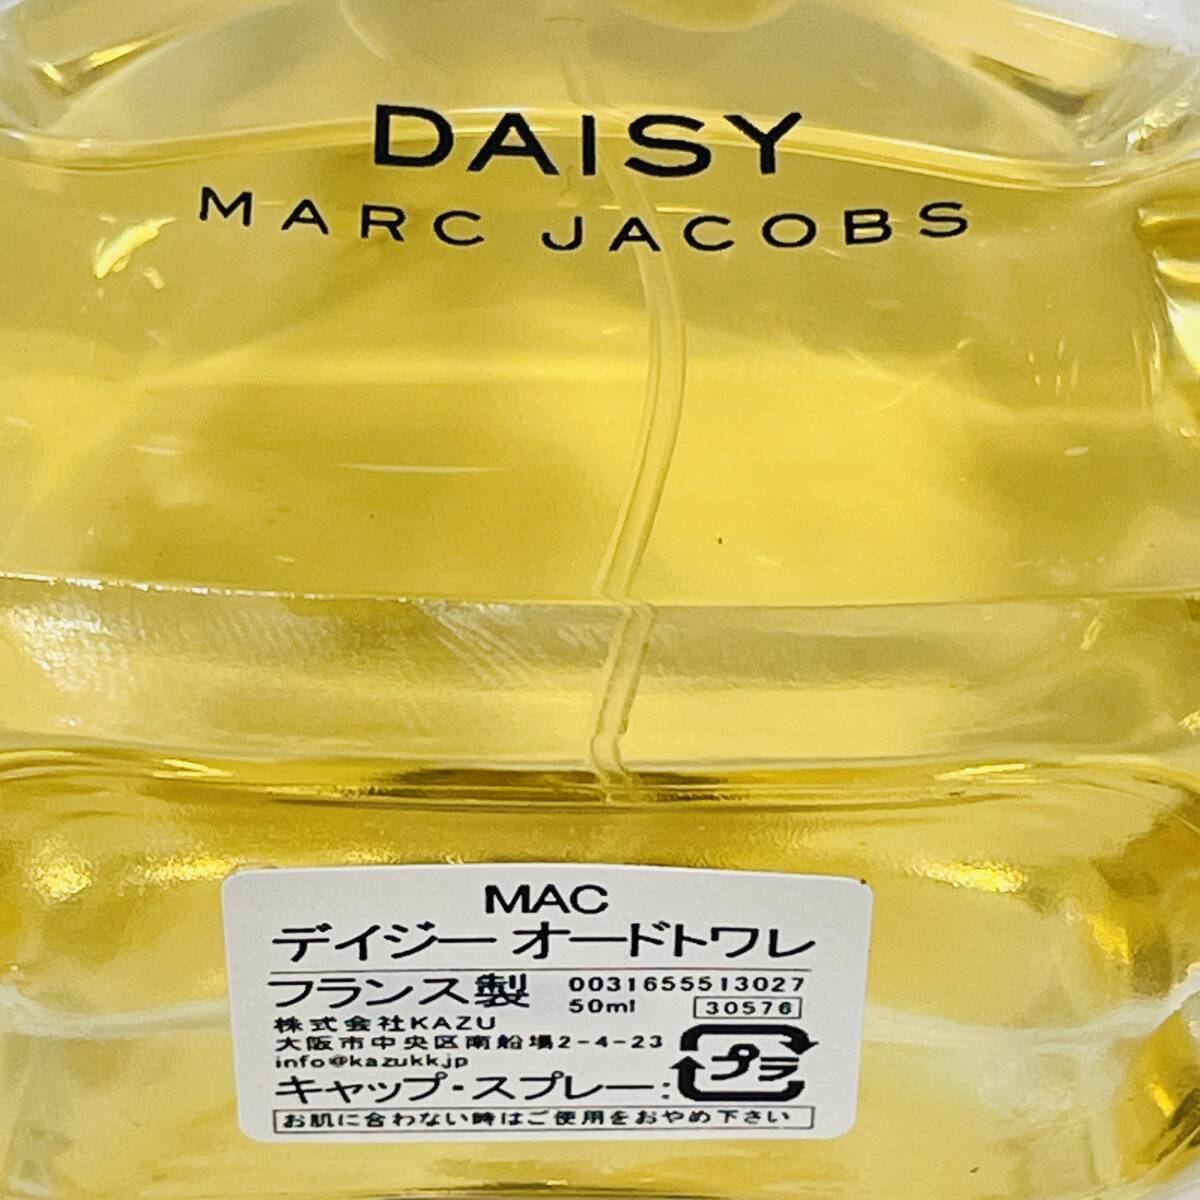 DAISY
MARC JACOBS
MAC
デイジー オードトワレ
フランス製 0031655513027
50ml 30576
株式会社KAZU
大阪市中央区南船場2-4-23
info@kazukk.jp
キャップ・スプレー: プラ
お肌に合わない時はご使用をおやめ下さい